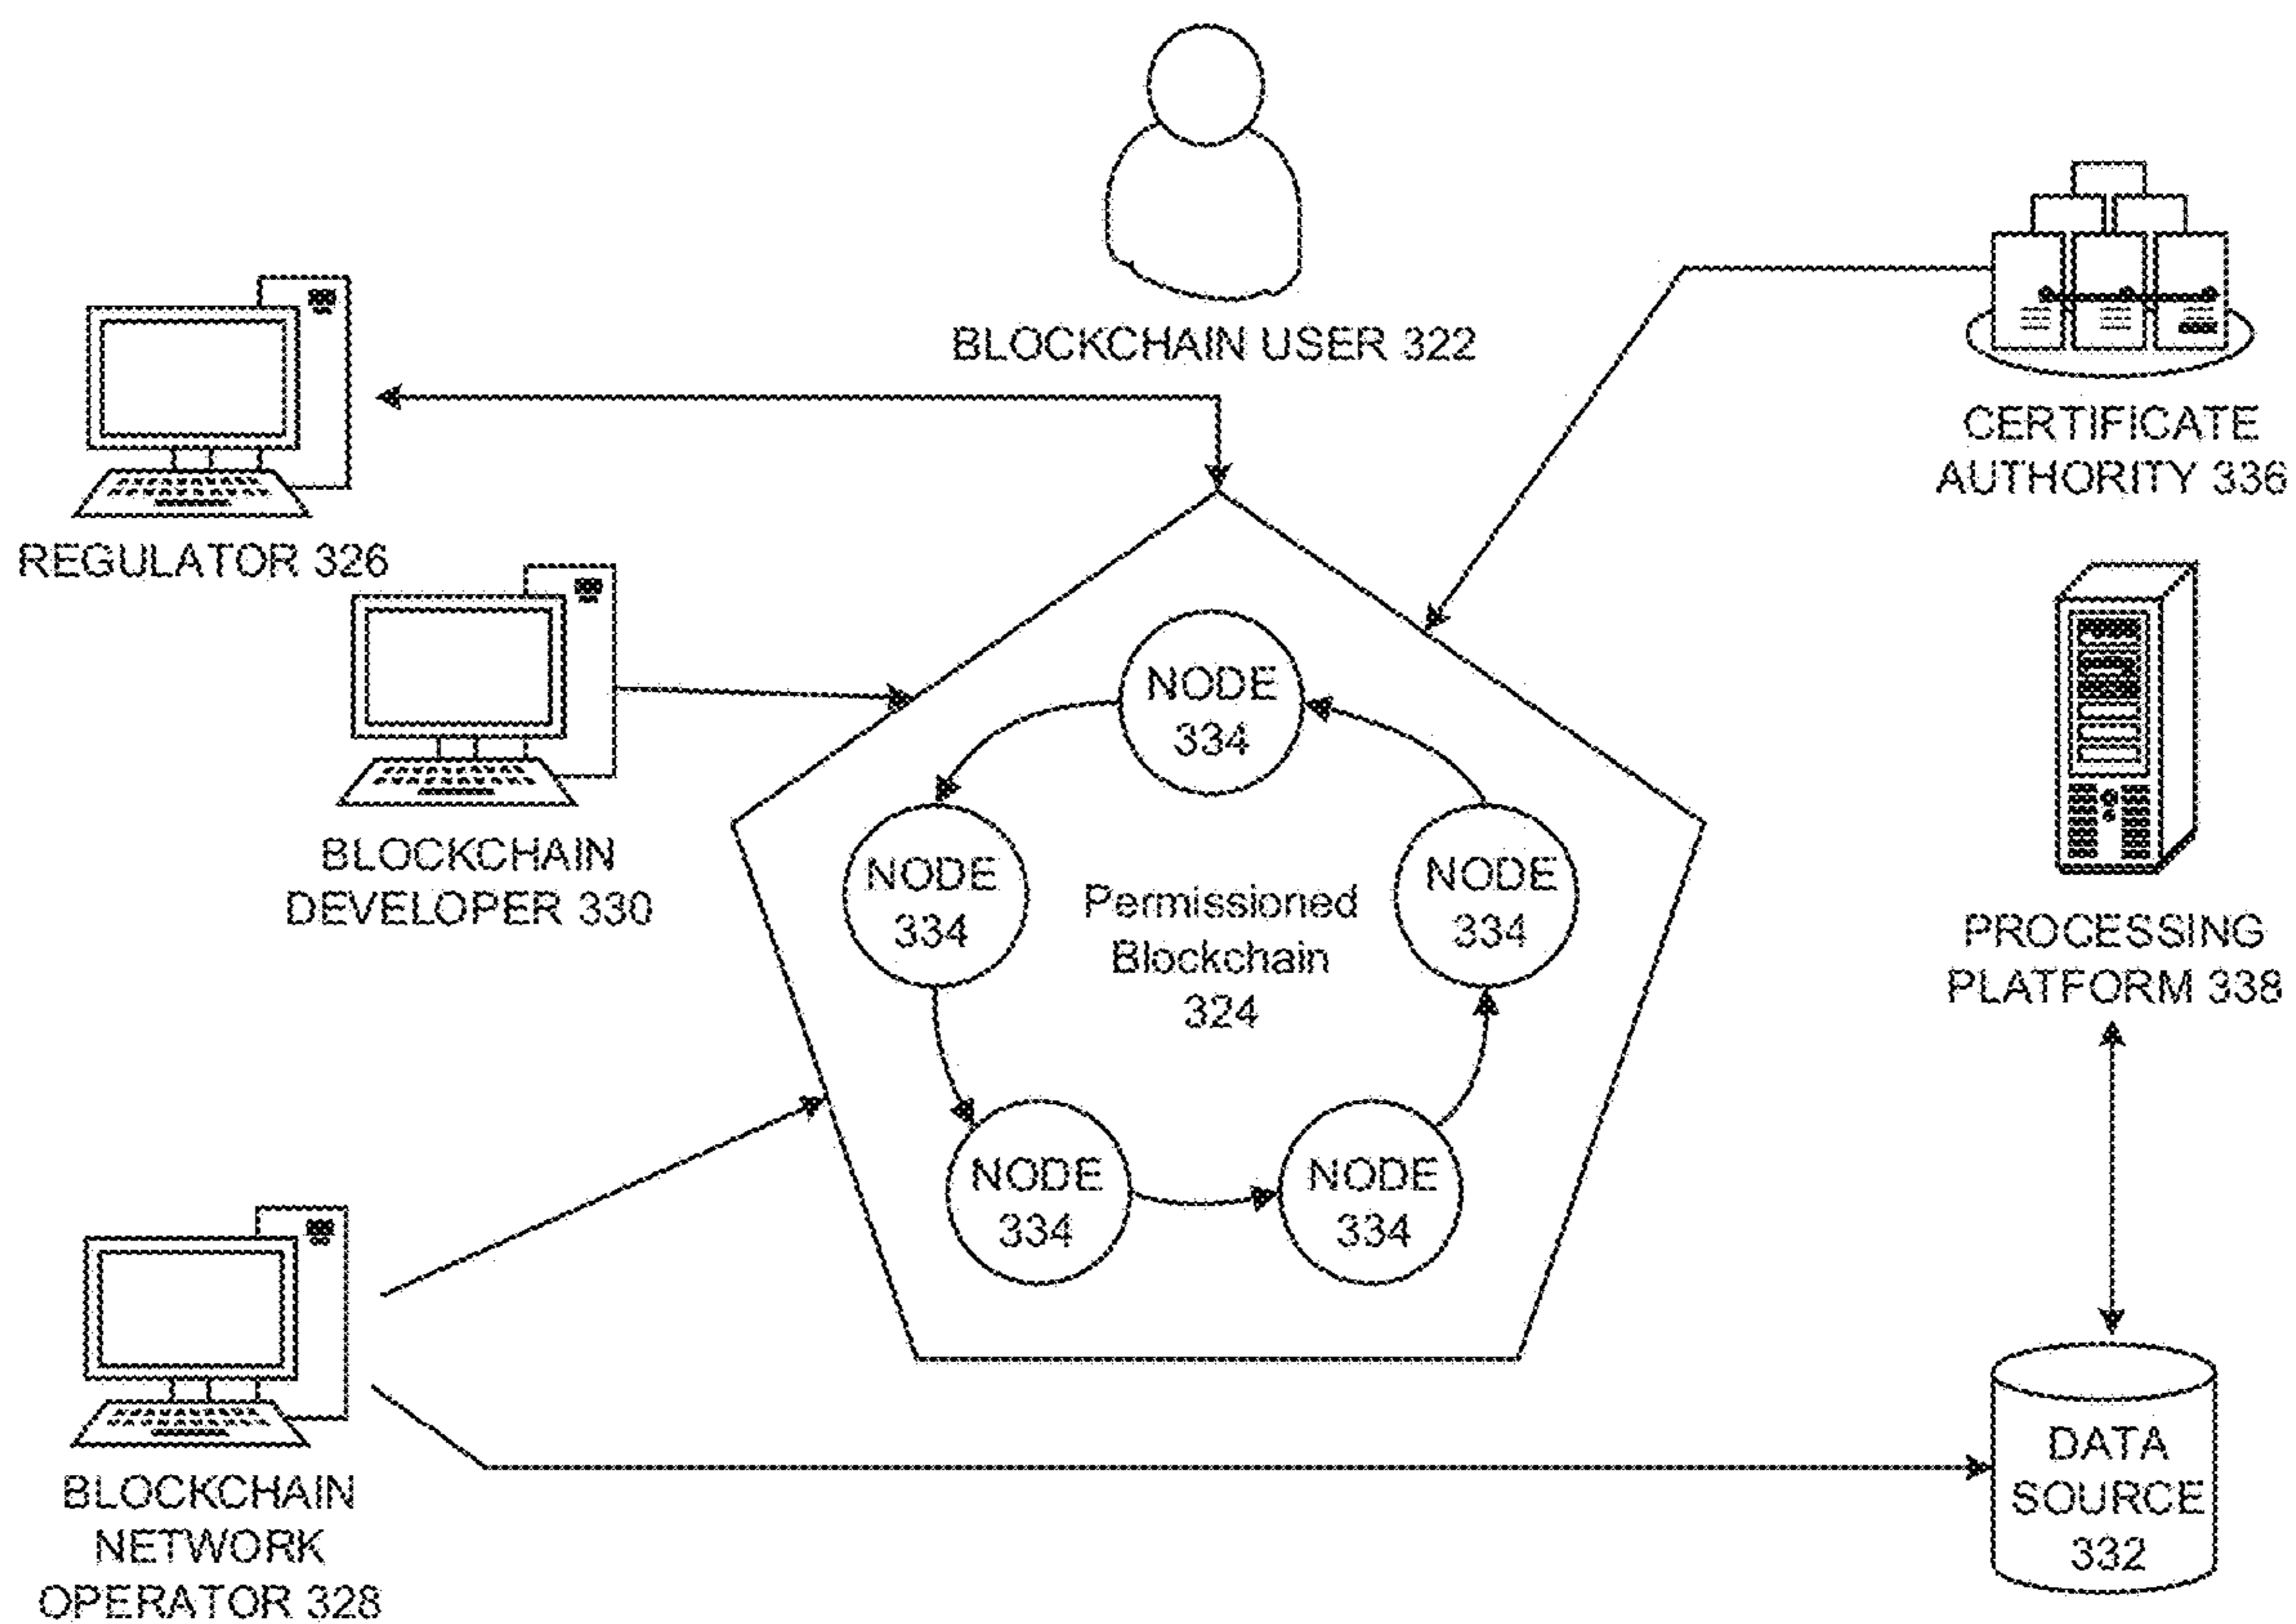 BLOCKCHAIN USER 322
CERTIFICATE
AUTHORITY 336
REGULATOR 326
BLOCKCHAIN
DEVELOPER 330
NODE
334
NODE
334
Permissioned
Blockchain
324
NODE
334
PROCESSING
PLATFORM 338
NODE
334
NODE
334
BLOCKCHAIN
NETWORK
OPERATOR 328
DATA
SOURCE
332